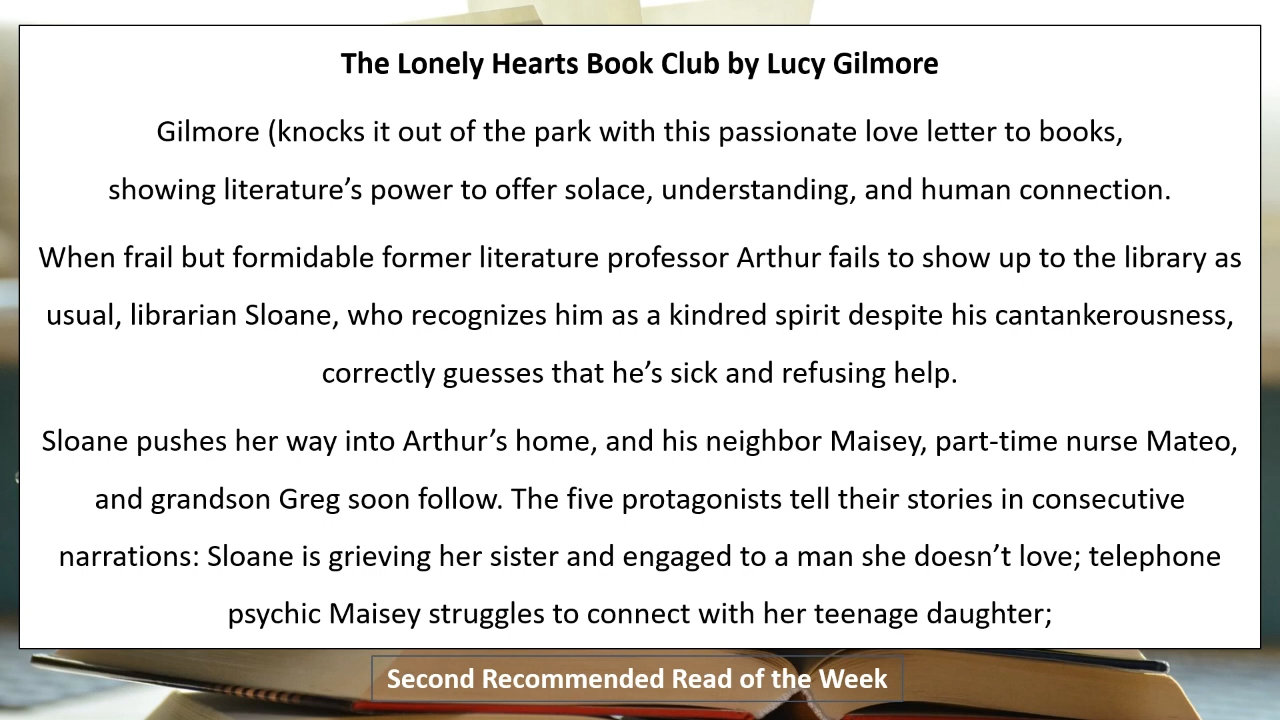 The Lonely Hearts Book Club by Lucy Gilmore
Gilmore (knocks it out of the park with this passionate love letter to books,
showing literature’s power to offer solace, understanding, and human connection.
When frail but formidable former literature professor Arthur fails to show up to the library as
usual, librarian Sloane, who recognizes him as a kindred spirit despite his cantankerousness,
correctly guesses that he’s sick and refusing help.
Sloane pushes her way into Arthur’s home, and his neighbor Maisey, part-time nurse Mateo,
and grandson Greg soon follow. The five protagonists tell their stories in consecutive
narrations: Sloane is grieving her sister and engaged to a man she doesn’t love; telephone
psychic Maisey struggles to connect with her teenage daughter;
Second Recommended Read of the Week